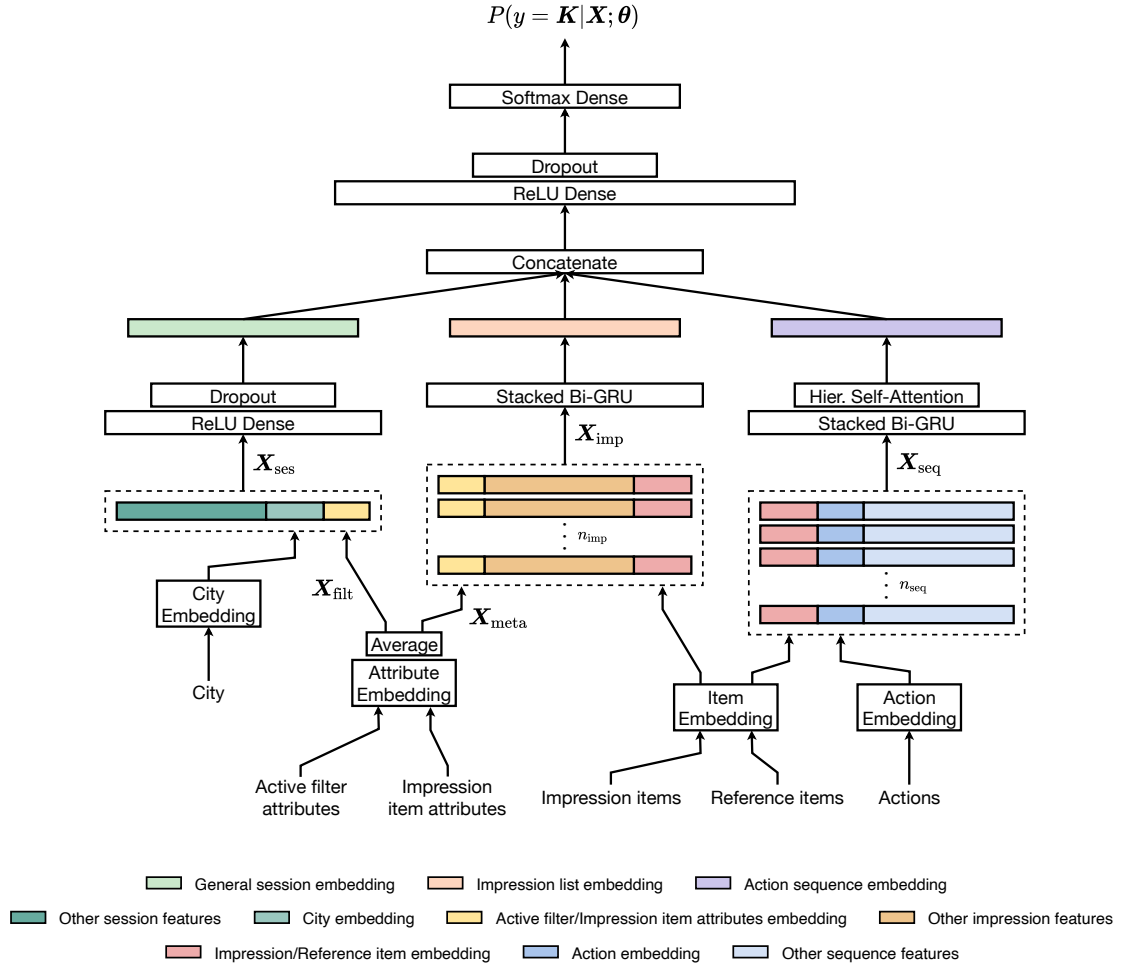 P(y = K|X; θ)
Softmax Dense
Dropout
ReLU Dense
Concatenate
Dropout
ReLU Dense
Stacked Bi-GRU
Hier. Self-Attention
Stacked Bi-GRU
X_ses
X_imp
X_seq
n_imp
n_seq
City
Embedding
City
X_filt
X_meta
Average
Attribute
Embedding
Active filter
attributes
Impression
item attributes
Item
Embedding
Action
Embedding
Impression items
Reference items
Actions
General session embedding
Impression list embedding
Action sequence embedding
Other session features
City embedding
Active filter/Impression item attributes embedding
Other impression features
Impression/Reference item embedding
Action embedding
Other sequence features